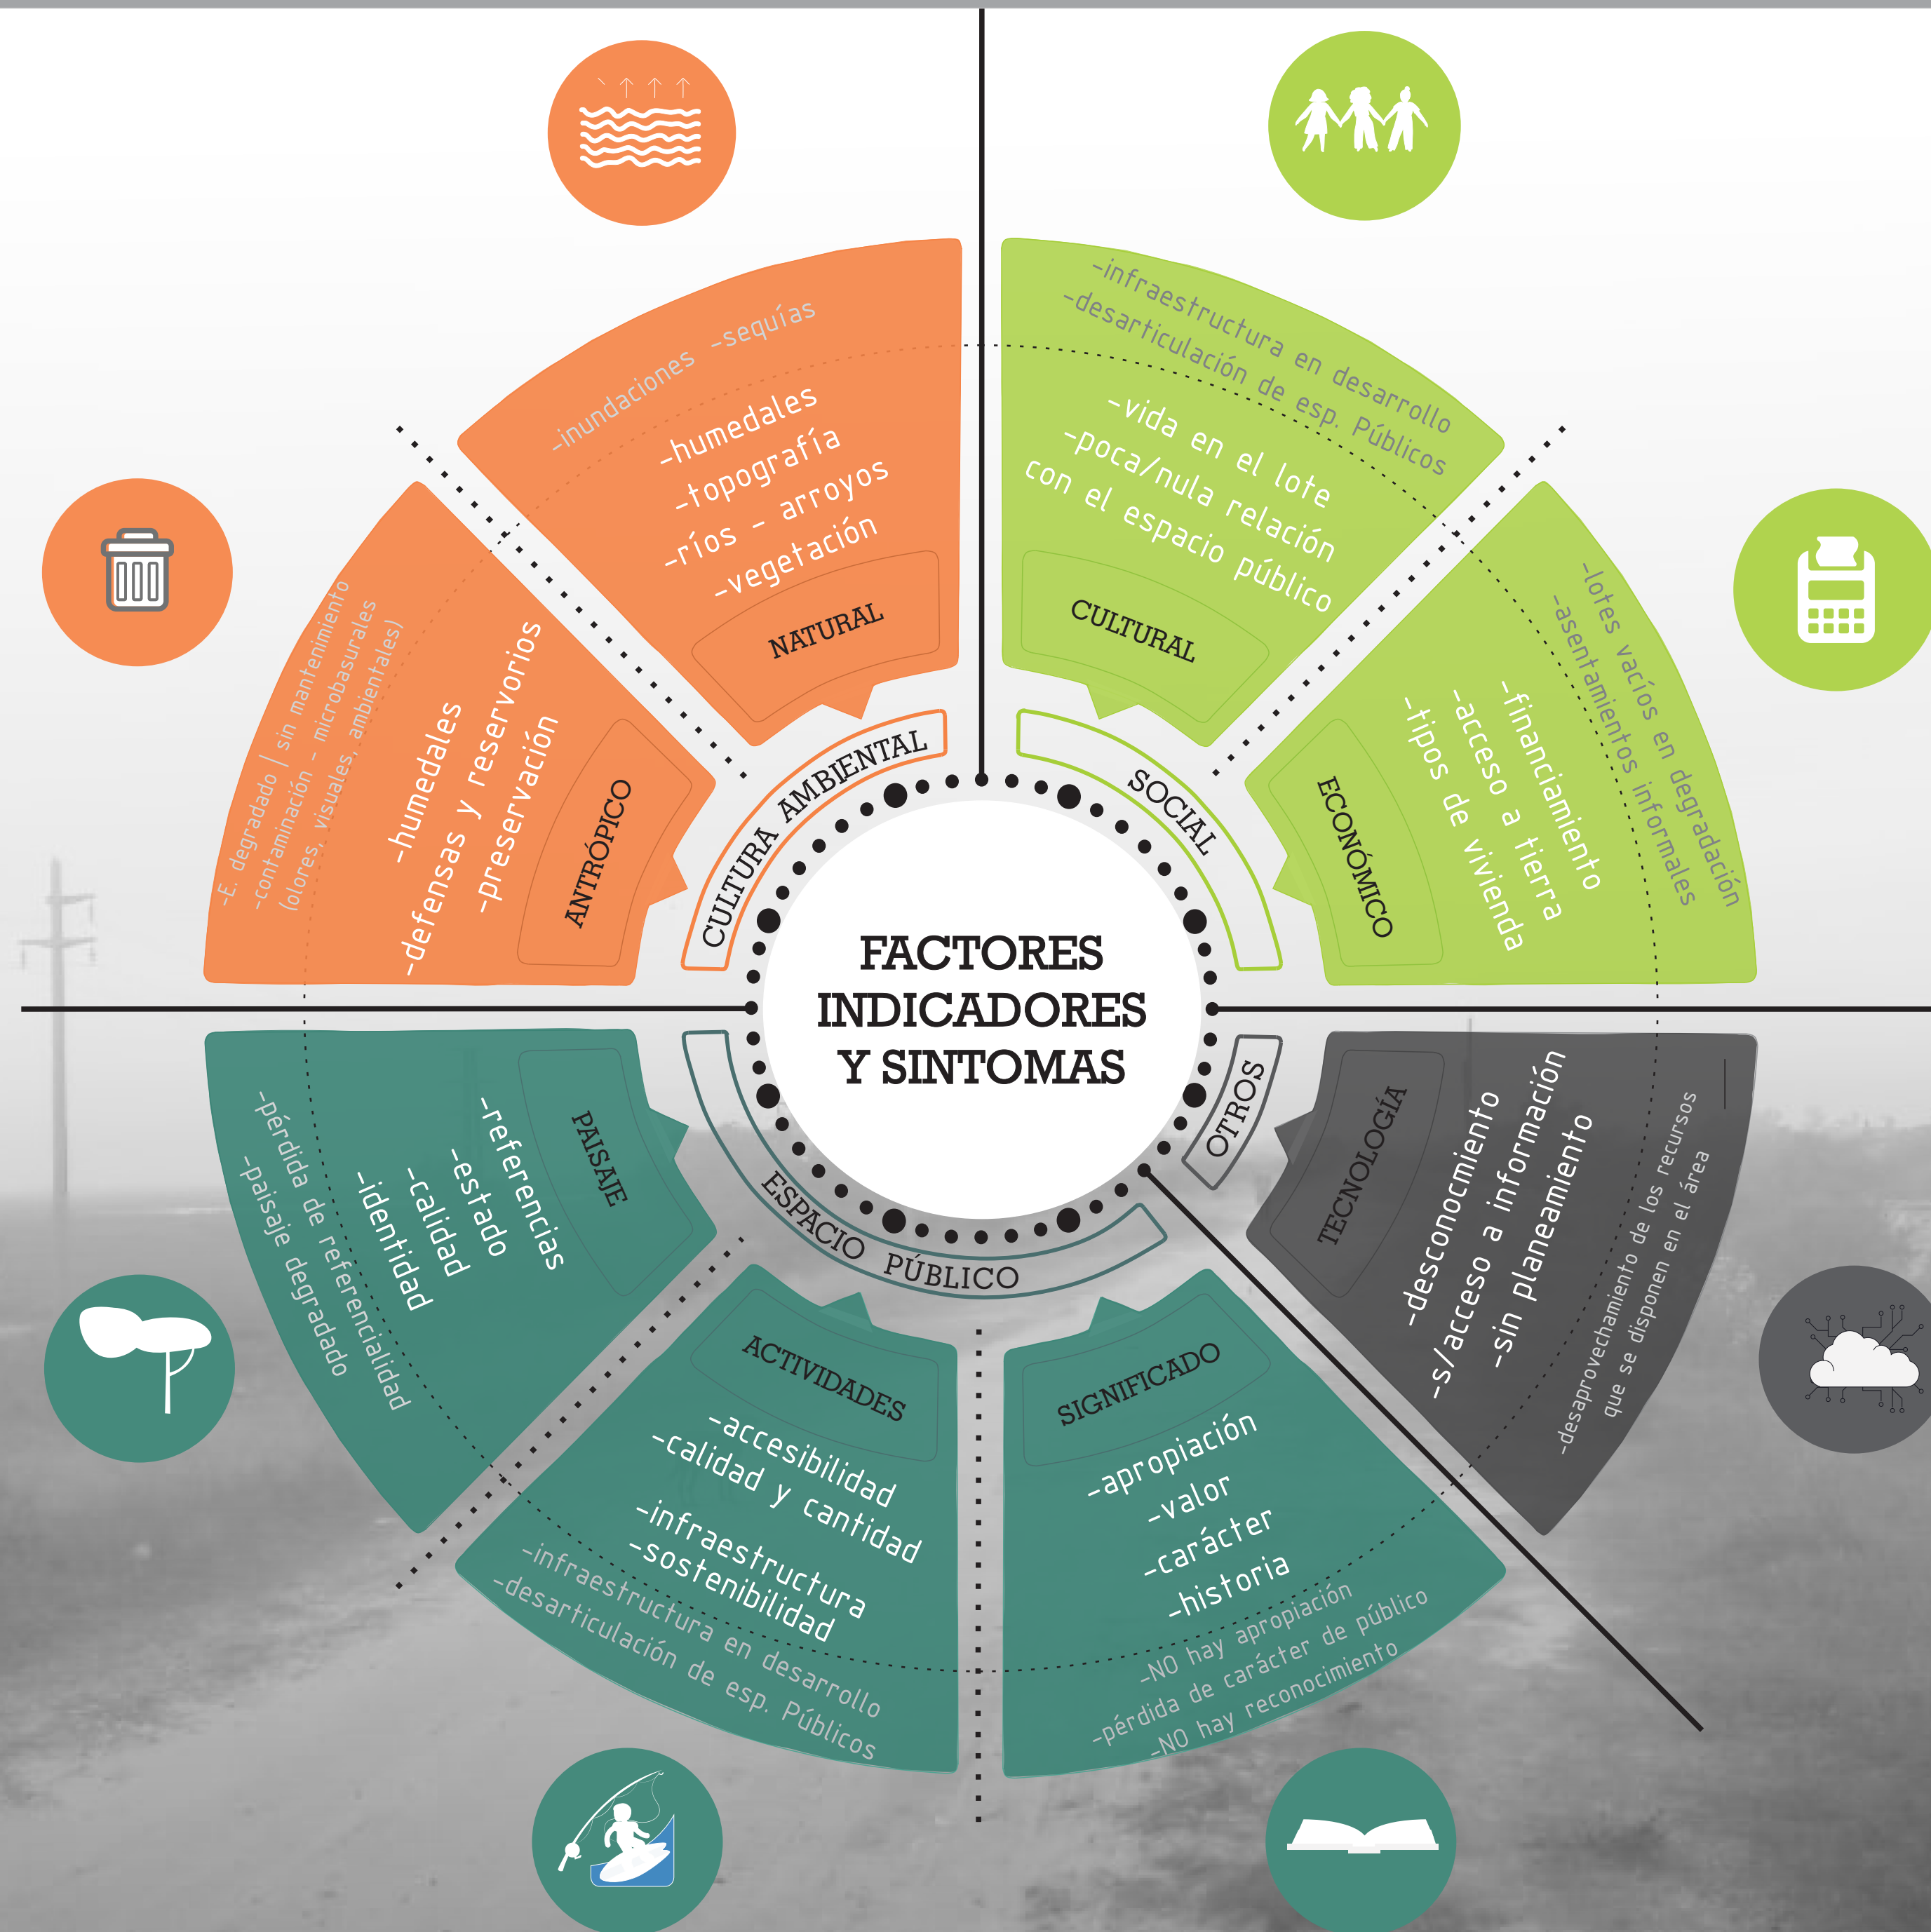 FACTORES
INDICADORES
Y SINTOMAS
CULTURA AMBIENTAL
NATURAL
-humedales
-topografía
-ríos - arroyos
-vegetación
-inundaciones -sequías
ANTRÓPICO
-humedales
-defensas y reservorios
-preservación
-E. degradado / sin mantenimiento
-contaminación - microbasurales
(olores, visuales, ambientales)
SOCIAL
CULTURAL
-vida en el lote
-poca/nula relación
con el espacio público
-infraestructura en desarrollo
-desarticulación de esp. Públicos
ECONÓMICO
-financiamiento
-acceso a tierra
-tipos de vivienda
-lotes vacíos en degradación
-asentamientos informales
OTROS
TECNOLOGÍA
-desconocmiento
-s/acceso a información
-sin planeamiento
-desaprovechamiento de los recursos
que se disponen en el área
ESPACIO PÚBLICO
SIGNIFICADO
-apropiación
-valor
-carácter
-historia
-NO hay apropiación
-pérdida de carácter de público
-NO hay reconocimiento
ACTIVIDADES
-accesibilidad
-calidad y cantidad
-infraestructura
-sostenibilidad
-infraestructura en desarrollo
-desarticulación de esp. Públicos
PAISAJE
-referencias
-estado
-calidad
-identidad
-pérdida de referencialidad
-paisaje degradado